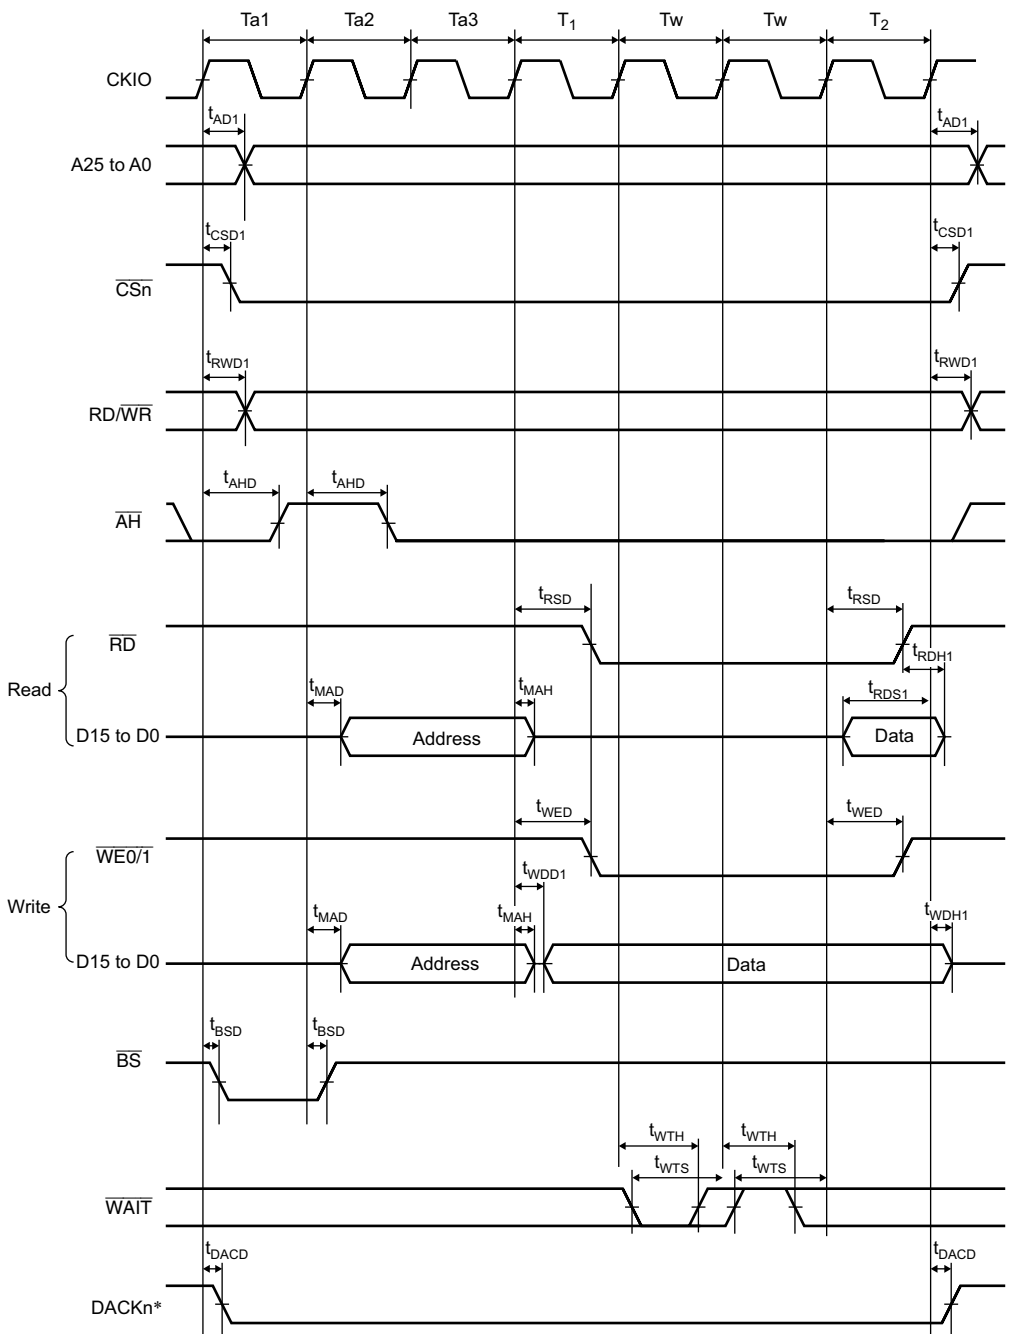 Ta1 Ta2 Ta3 T1 Tw Tw T2
CKIO
tAD1 tAD1
A25 to A0
tCSD1 tCSD1
CSn
tRWD1 tRWD1
RD/WR
tAHD tAHD
AH
tRSD tRSD
RD
tRDH1
Read
tMAD tMAH tRDS1
D15 to D0 Address Data
tWED tWED
WE0/1
tWDD1
Write
tMAD tMAH tWDH1
D15 to D0 Address Data
tBSD tBSD
BS
tWTH tWTH
tWTS tWTS
WAIT
tDACD tDACD
DACKn*